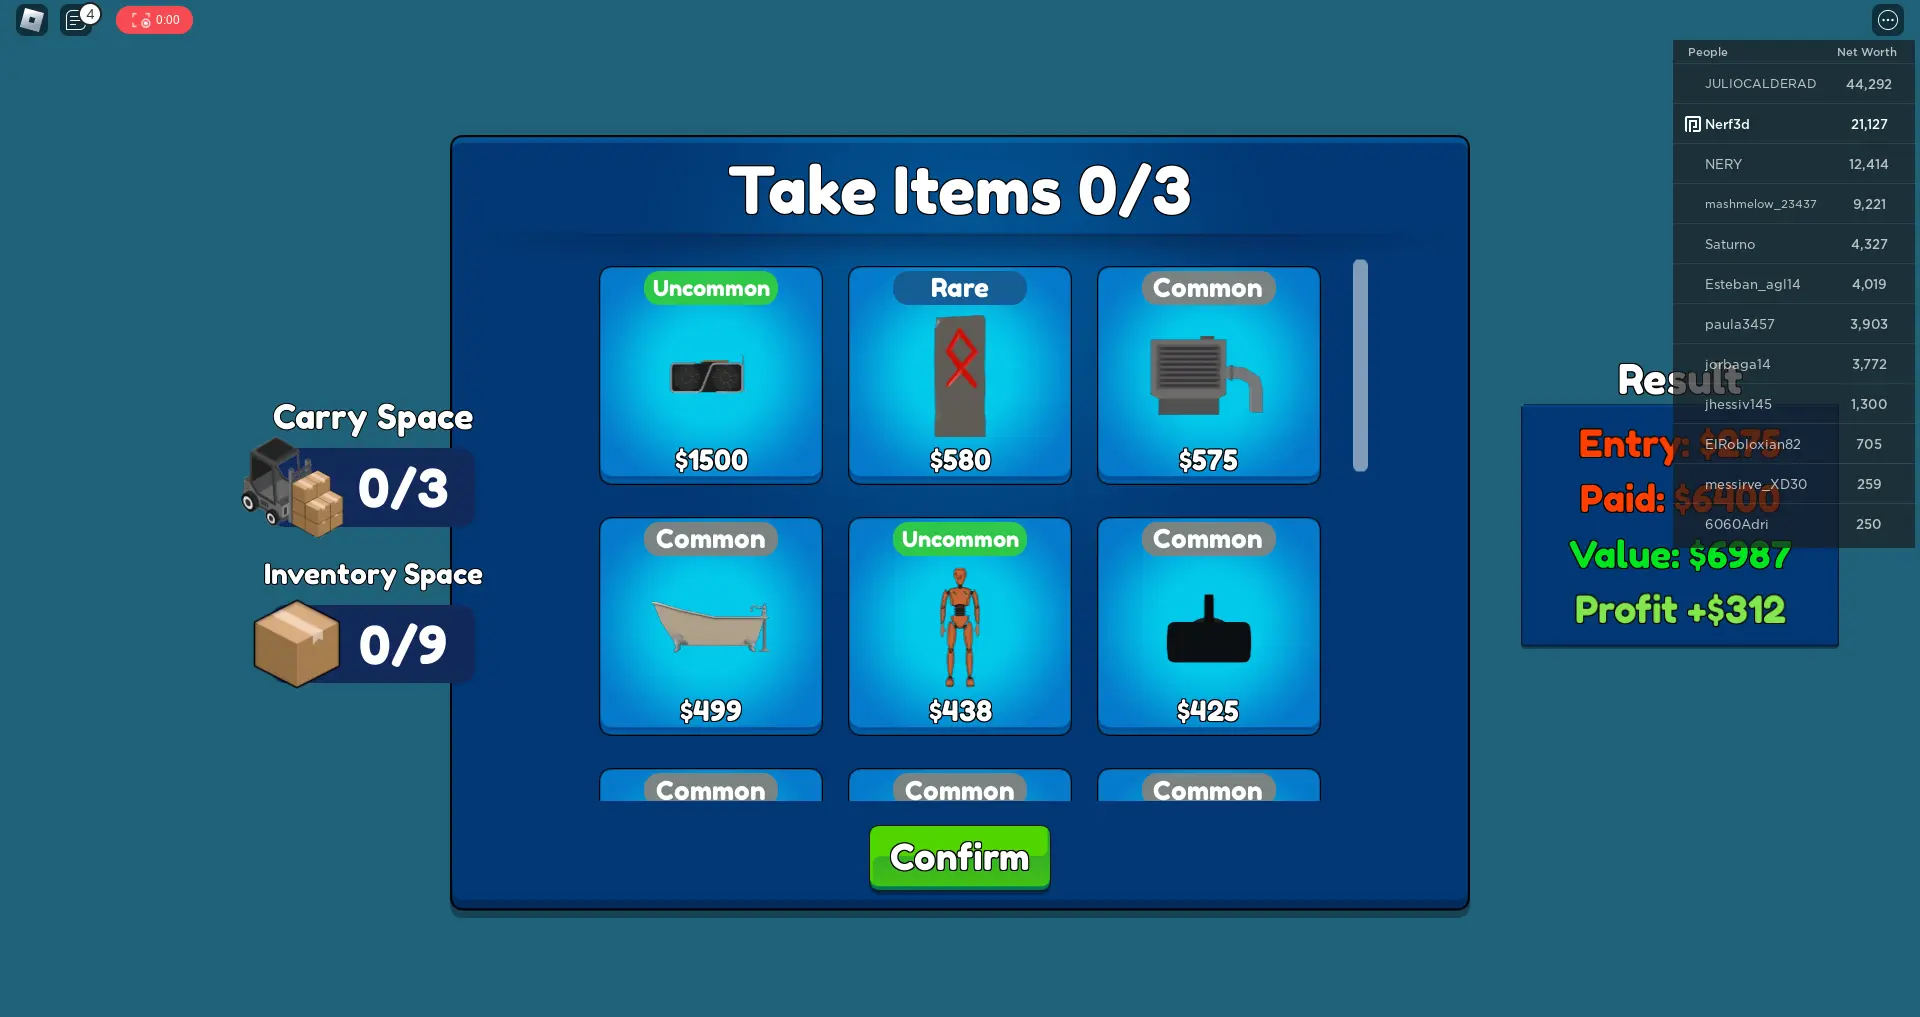 4
0:00
People Net Worth
JULIOCALDERAD 44,292
Nerf3d 21,127
NERY 12,414
mashmelow_23437 9,221
Saturno 4,327
Esteban_agl14 4,019
paula3457 3,903
jorbaga14 3,772
jhessiv145 1,300
ElRobloxian82 705
messirve_XD30 259
6060Adri 250
Take Items 0/3
Uncommon
$1500
Rare
$580
Common
$575
Common
$499
Uncommon
$438
Common
$425
Common
Common
Common
Confirm
Carry Space
0/3
Inventory Space
0/9
Result
Entry: $275
Paid: $6400
Value: $6987
Profit +$312